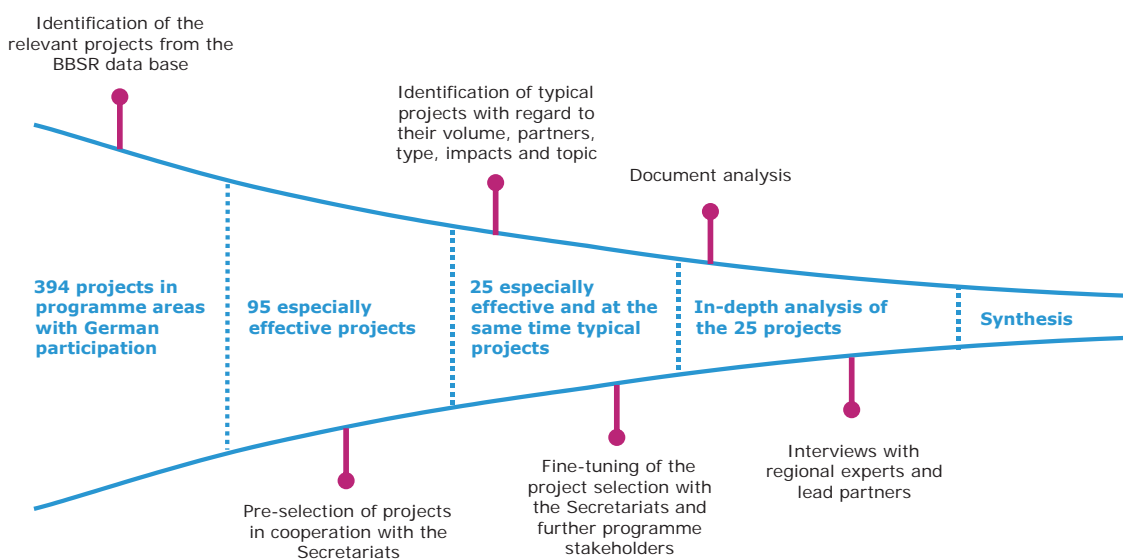 Identification of the
relevant projects from the
BBSR data base
Identification of typical
projects with regard to
their volume, partners,
type, impacts and topic
Document analysis
394 projects in
programme areas
with German
participation
95 especially
effective projects
25 especially
effective and at the
same time typical
projects
In-depth analysis of
the 25 projects
Synthesis
Pre-selection of projects
in cooperation with the
Secretariats
Fine-tuning of the
project selection with
the Secretariats and
further programme
stakeholders
Interviews with
regional experts and
lead partners